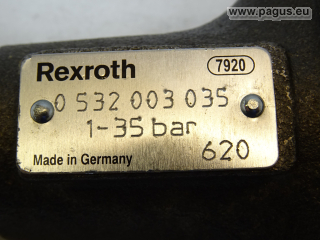 www.pagus.eu
Rexroth 7920
0 532 003 035
1-35 bar
Made in Germany 620